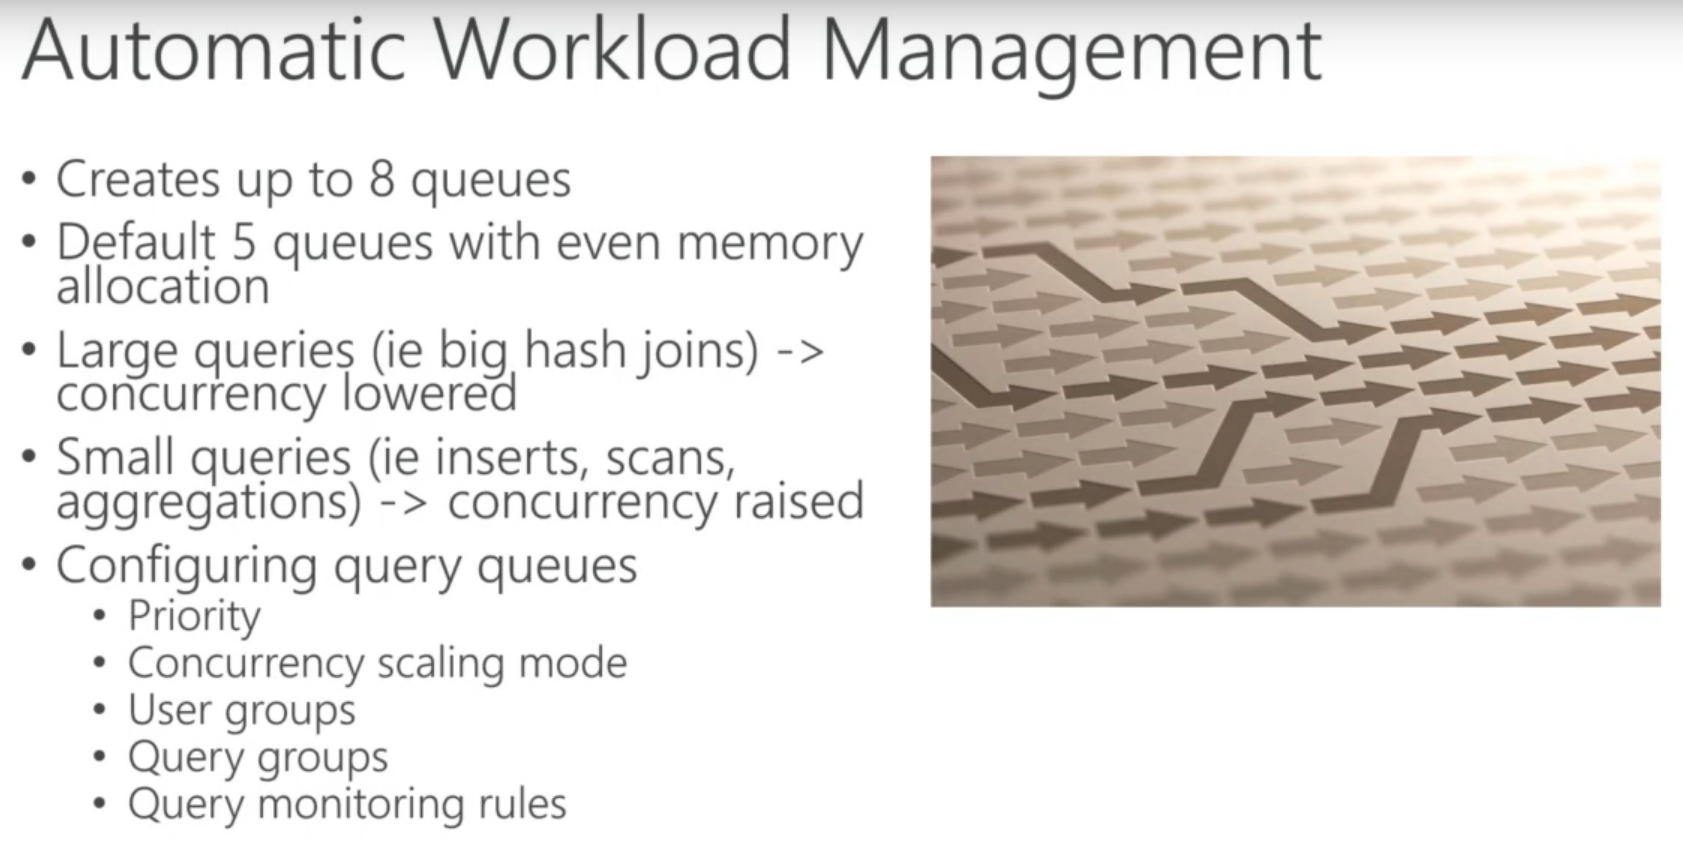 Automatic Workload Management
• Creates up to 8 queues
• Default 5 queues with even memory
allocation
• Large queries (ie big hash joins) ->
concurrency lowered
• Small queries (ie inserts, scans,
aggregations) -> concurrency raised
• Configuring query queues
• Priority
• Concurrency scaling mode
• User groups
• Query groups
• Query monitoring rules